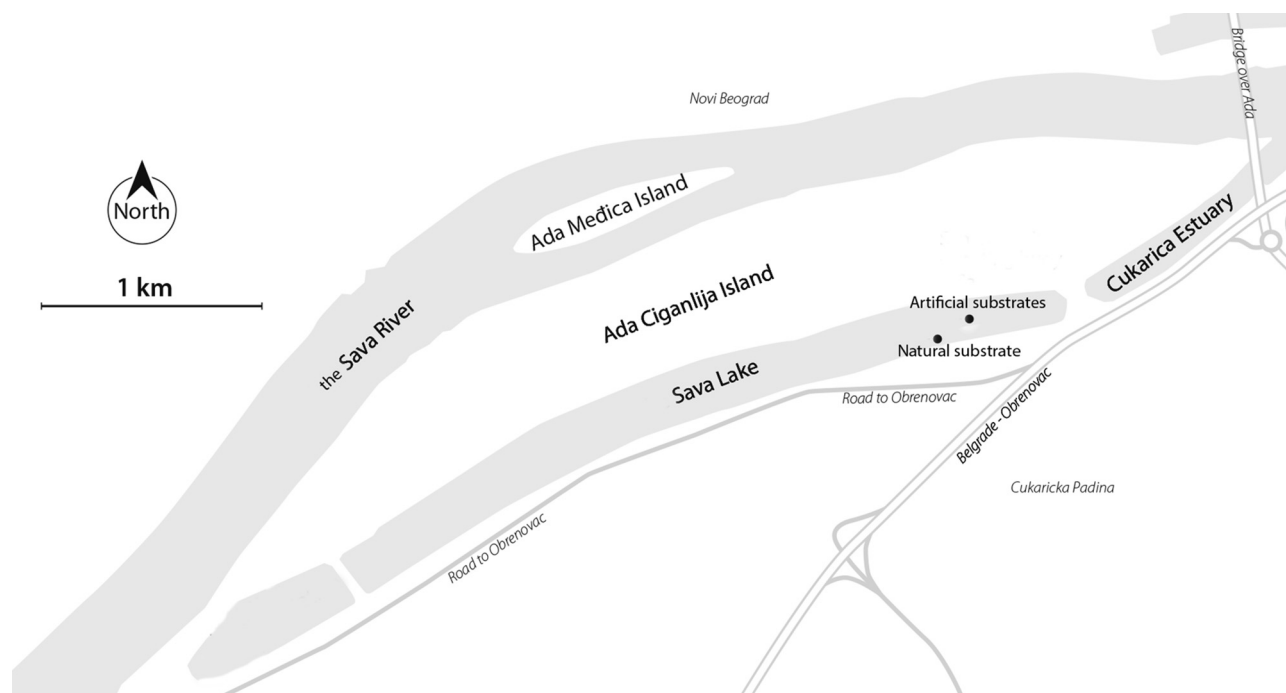 Bridge over Ada
Novi Beograd
North
Ada Međica Island
Cukarica Estuary
1 km
Ada Ciganlija Island
Artificial substrates
the Sava River
Natural substrate
Sava Lake
Road to Obrenovac
Belgrade - Obrenovac
Cukaricka Padina
Road to Obrenovac